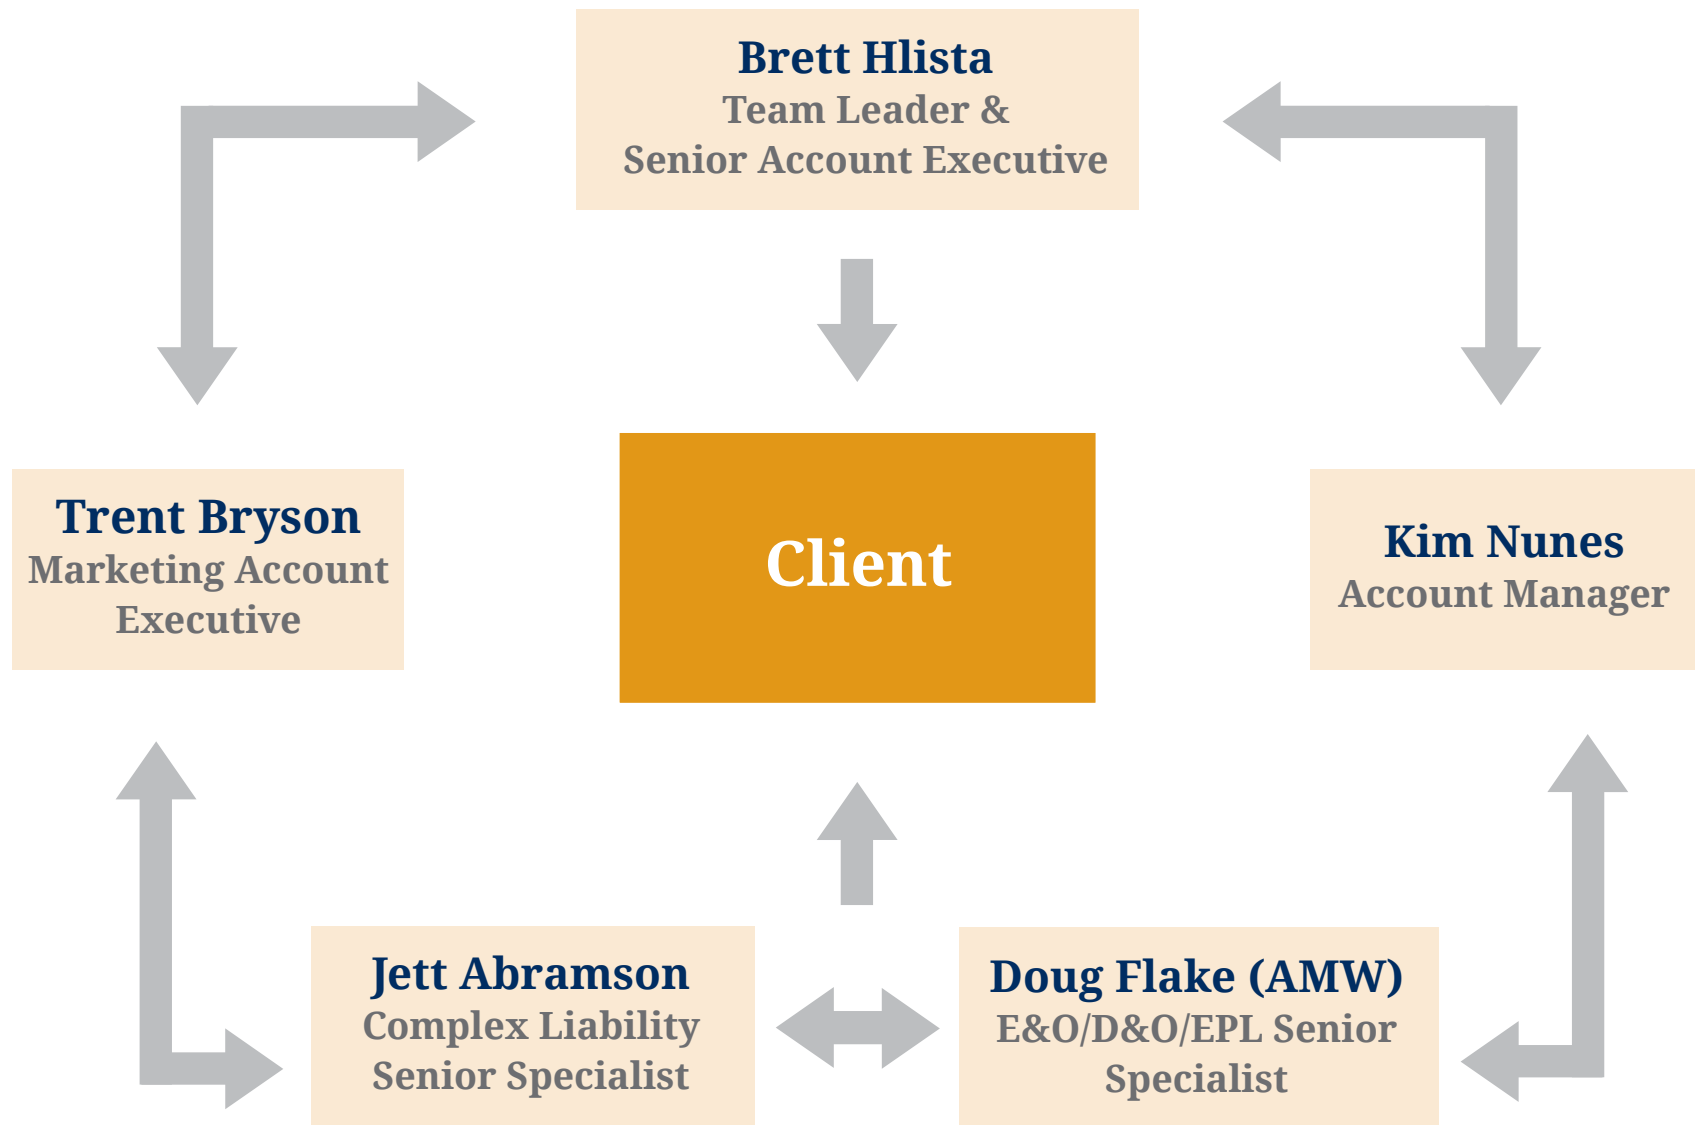 Brett Hlista
Team Leader &
Senior Account Executive
Trent Bryson
Marketing Account
Executive
Client
Kim Nunes
Account Manager
Jett Abramson
Complex Liability
Senior Specialist
Doug Flake (AMW)
E&O/D&O/EPL Senior
Specialist